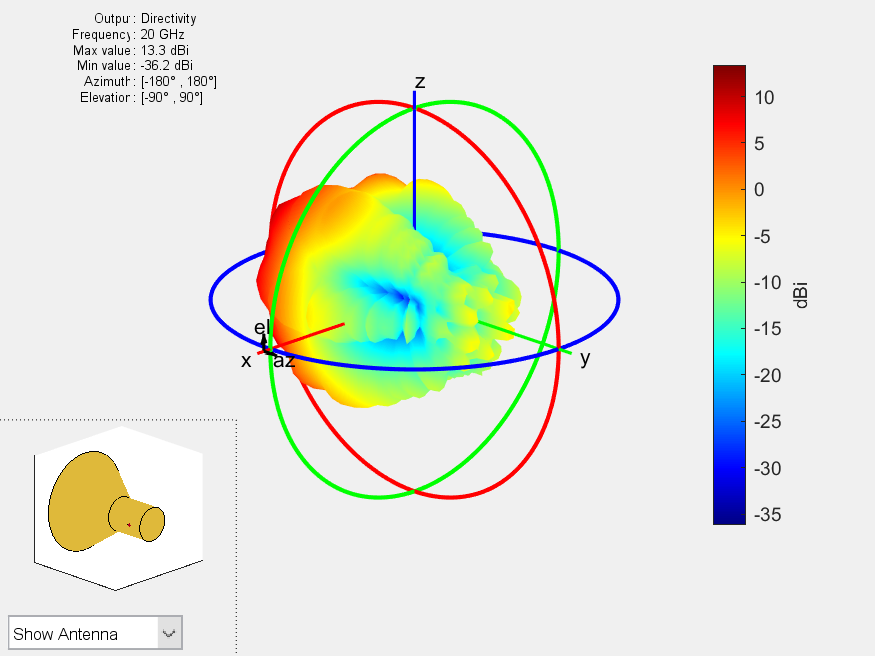 Output : Directivity
Frequency : 20 GHz
Max value : 13.3 dBi
Min value : -36.2 dBi
Azimuth : [-180° , 180°]
Elevation : [-90° , 90°]
z
el
x
az
y
10
5
0
-5
-10
-15
-20
-25
-30
-35
dBi
Show Antenna